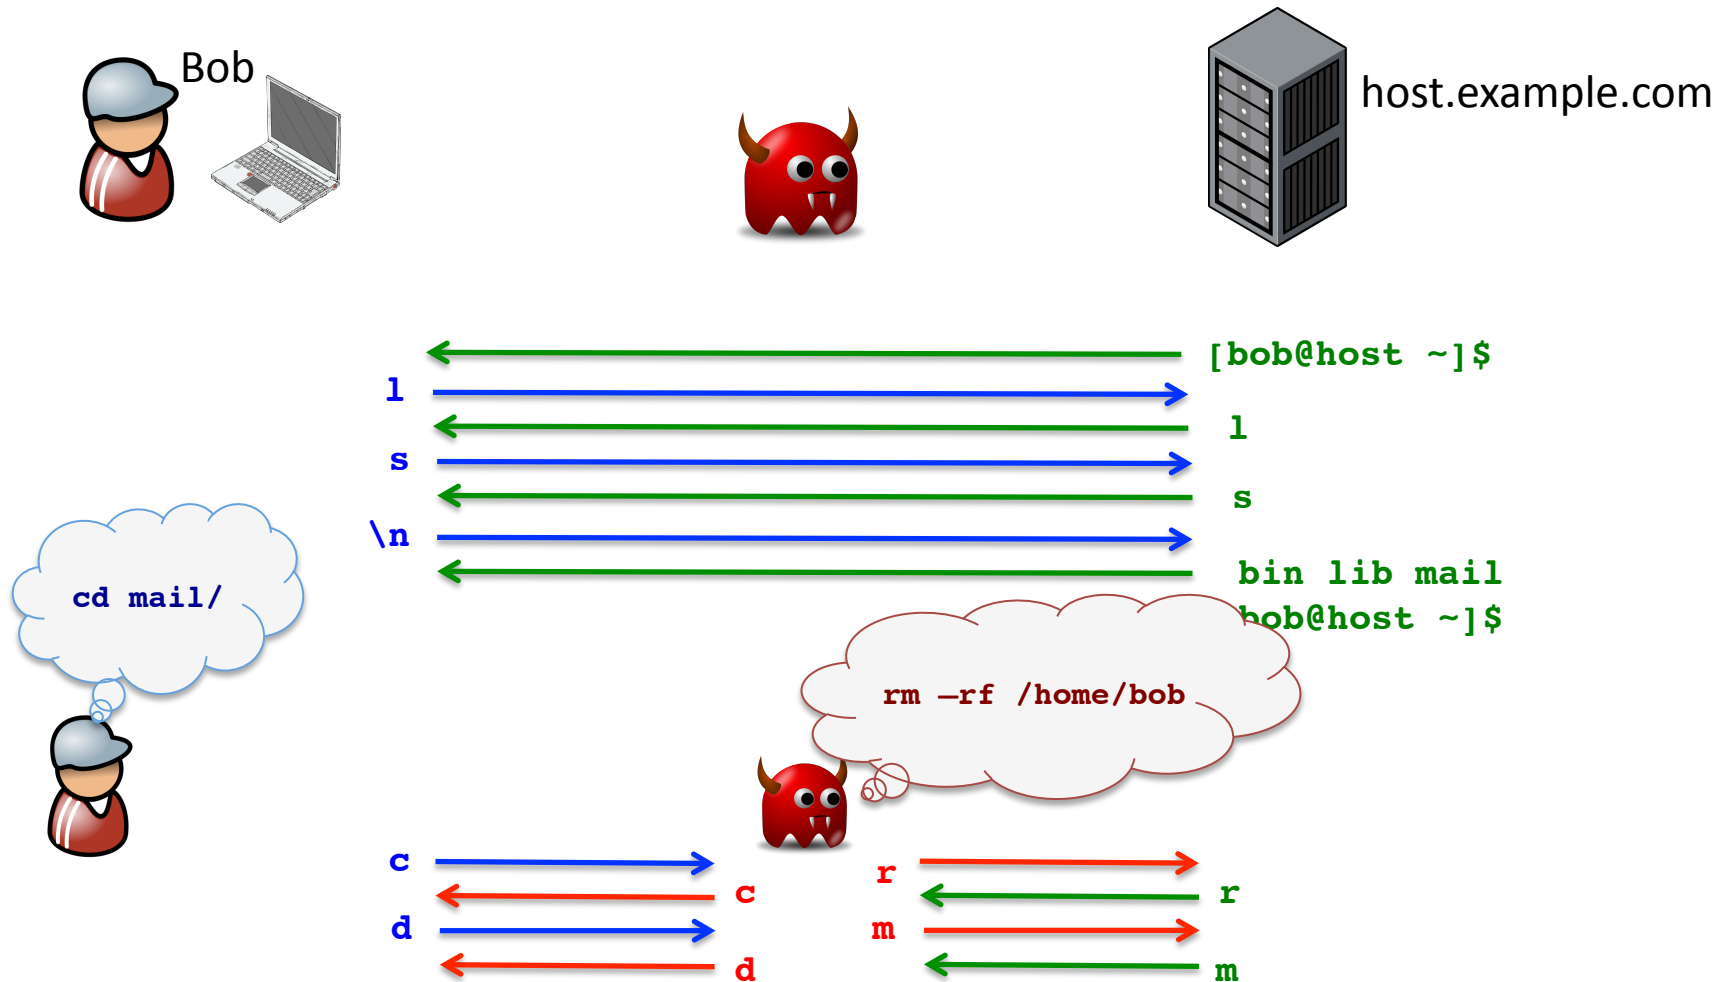 Bob
host.example.com
[bob@host ~]$
l
l
s
s
\n
bin lib mail
bob@host ~]$
cd mail/
rm –rf /home/bob
c
r
c
r
d
m
d
m